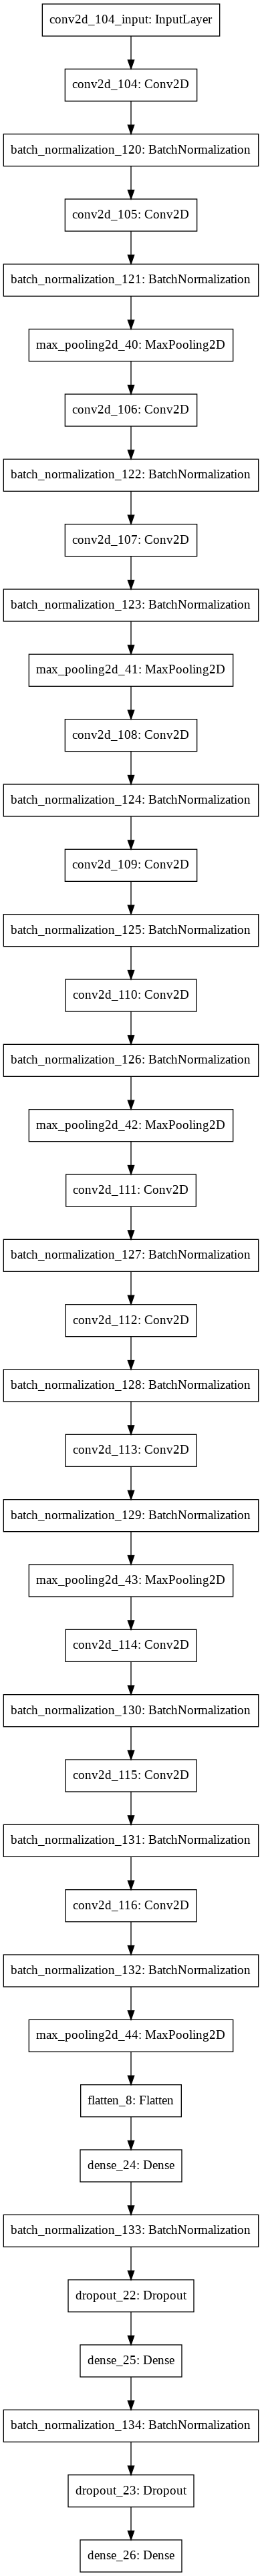 conv2d_104_input: InputLayer
conv2d_104: Conv2D
batch_normalization_120: BatchNormalization
conv2d_105: Conv2D
batch_normalization_121: BatchNormalization
max_pooling2d_40: MaxPooling2D
conv2d_106: Conv2D
batch_normalization_122: BatchNormalization
conv2d_107: Conv2D
batch_normalization_123: BatchNormalization
max_pooling2d_41: MaxPooling2D
conv2d_108: Conv2D
batch_normalization_124: BatchNormalization
conv2d_109: Conv2D
batch_normalization_125: BatchNormalization
conv2d_110: Conv2D
batch_normalization_126: BatchNormalization
max_pooling2d_42: MaxPooling2D
conv2d_111: Conv2D
batch_normalization_127: BatchNormalization
conv2d_112: Conv2D
batch_normalization_128: BatchNormalization
conv2d_113: Conv2D
batch_normalization_129: BatchNormalization
max_pooling2d_43: MaxPooling2D
conv2d_114: Conv2D
batch_normalization_130: BatchNormalization
conv2d_115: Conv2D
batch_normalization_131: BatchNormalization
conv2d_116: Conv2D
batch_normalization_132: BatchNormalization
max_pooling2d_44: MaxPooling2D
flatten_8: Flatten
dense_24: Dense
batch_normalization_133: BatchNormalization
dropout_22: Dropout
dense_25: Dense
batch_normalization_134: BatchNormalization
dropout_23: Dropout
dense_26: Dense